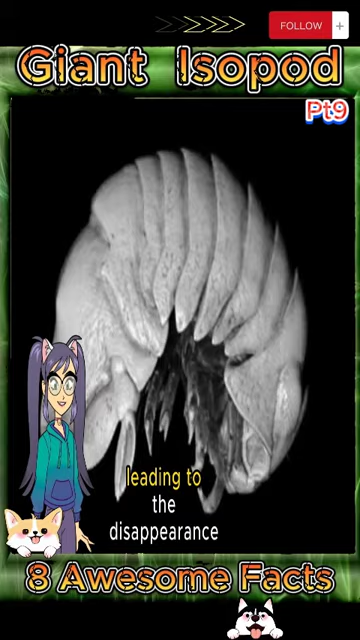 FOLLOW +
Giant Isopod
Pt9
leading to
the
disappearance
8 Awesome Facts